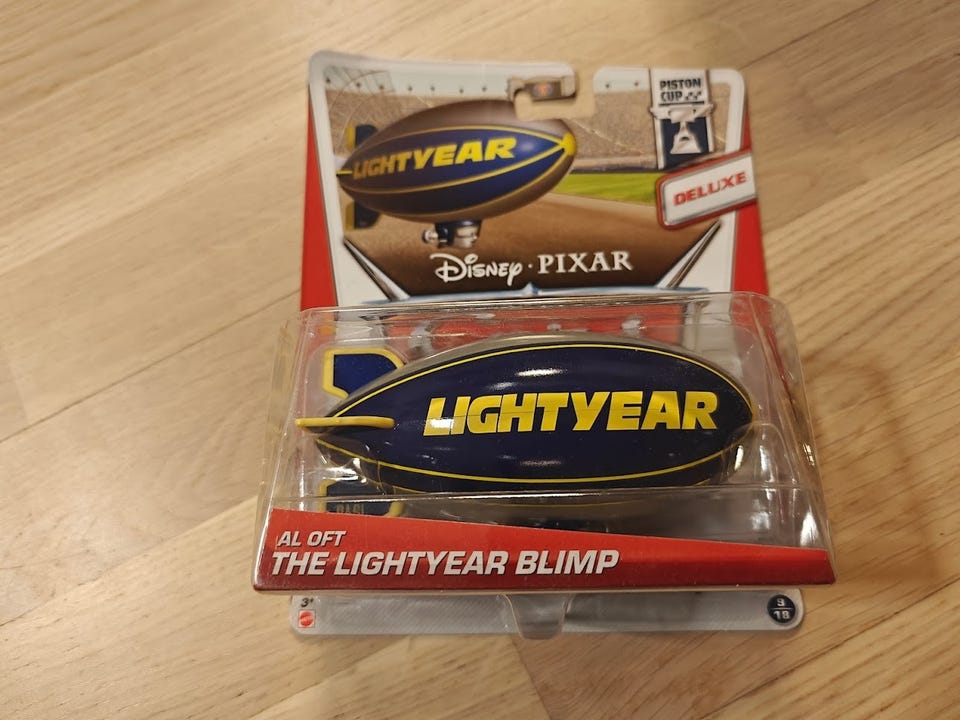 PISTON
CUP
LIGHTYEAR
DELUXE
Disney · PIXAR
LIGHTYEAR
AL OFT
THE LIGHTYEAR BLIMP
3+
9
18